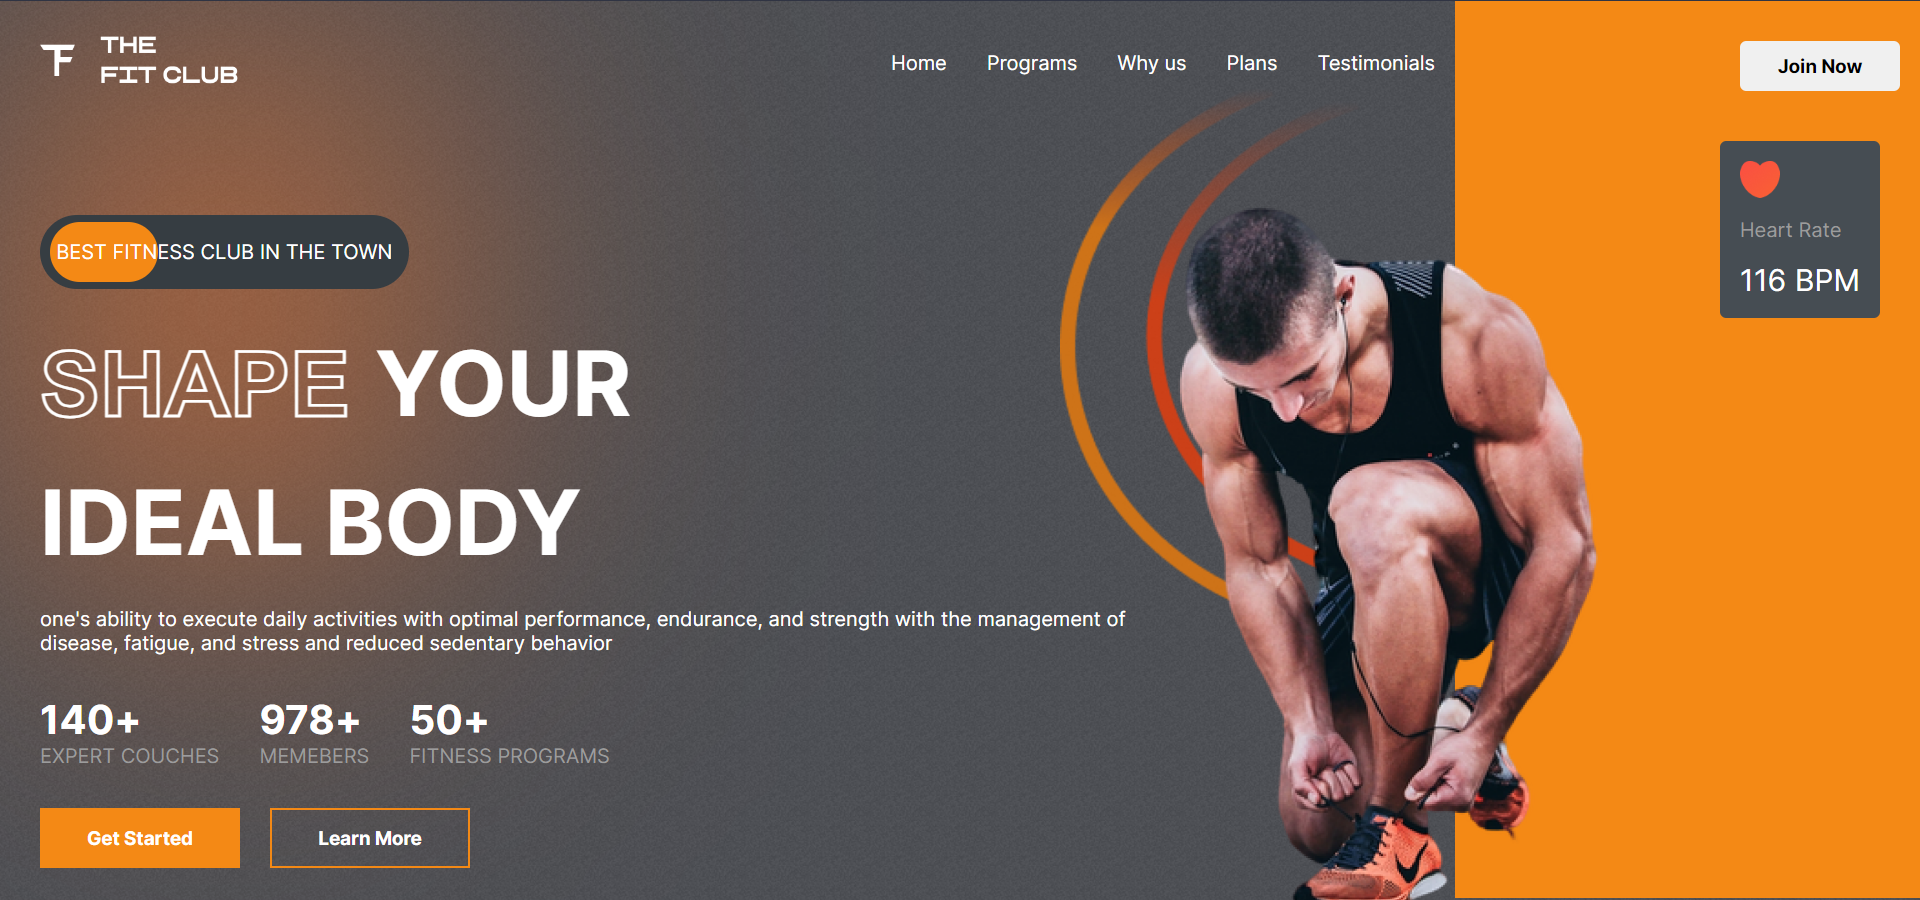 THE
FIT CLUB
Home Programs Why us Plans Testimonials
Join Now
Heart Rate
116 BPM
BEST FITNESS CLUB IN THE TOWN
SHAPE YOUR
IDEAL BODY
one's ability to execute daily activities with optimal performance, endurance, and strength with the management of
disease, fatigue, and stress and reduced sedentary behavior
140+ 978+ 50+
EXPERT COUCHES MEMEBERS FITNESS PROGRAMS
Get Started Learn More